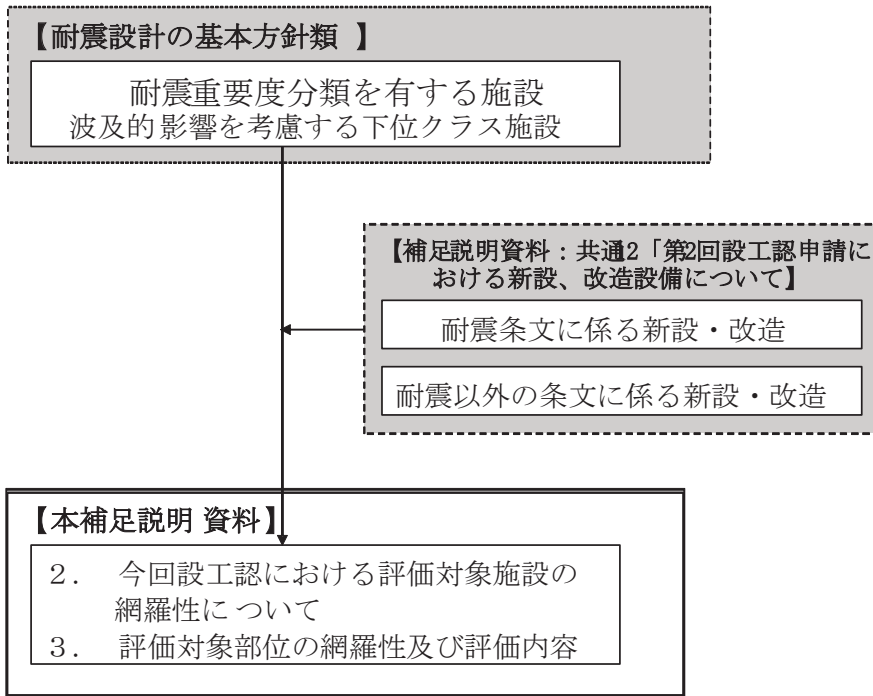 【耐震設計の基本方針類 】
耐震重要度分類を有する施設
波及的影響を考慮する下位クラス施設
【補足説明資料：共通12「第2回設工認申請に
おける新設、改造設備について】
耐震条文に係る新設・改造
耐震以外の条文に係る新設・改造
【本補足説明 資料】
２． 今回設工認における評価対象施設の
網羅性に ついて
３． 評価対象部位の網羅性及び評価内容